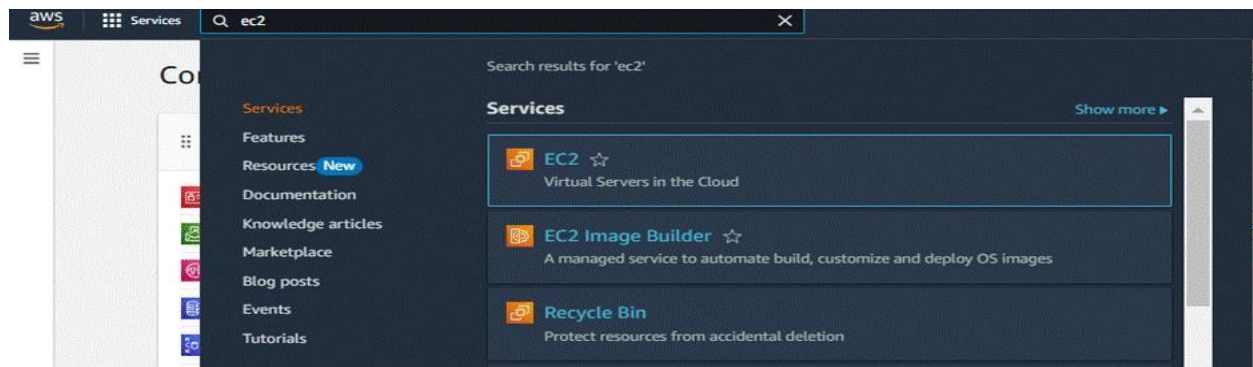 aws Services ec2
Search results for 'ec2'
Services
Features
Resources New
Documentation
Knowledge articles
Marketplace
Blog posts
Events
Tutorials
Services Show more
EC2
Virtual Servers in the Cloud
EC2 Image Builder
A managed service to automate build, customize and deploy OS images
Recycle Bin
Protect resources from accidental deletion